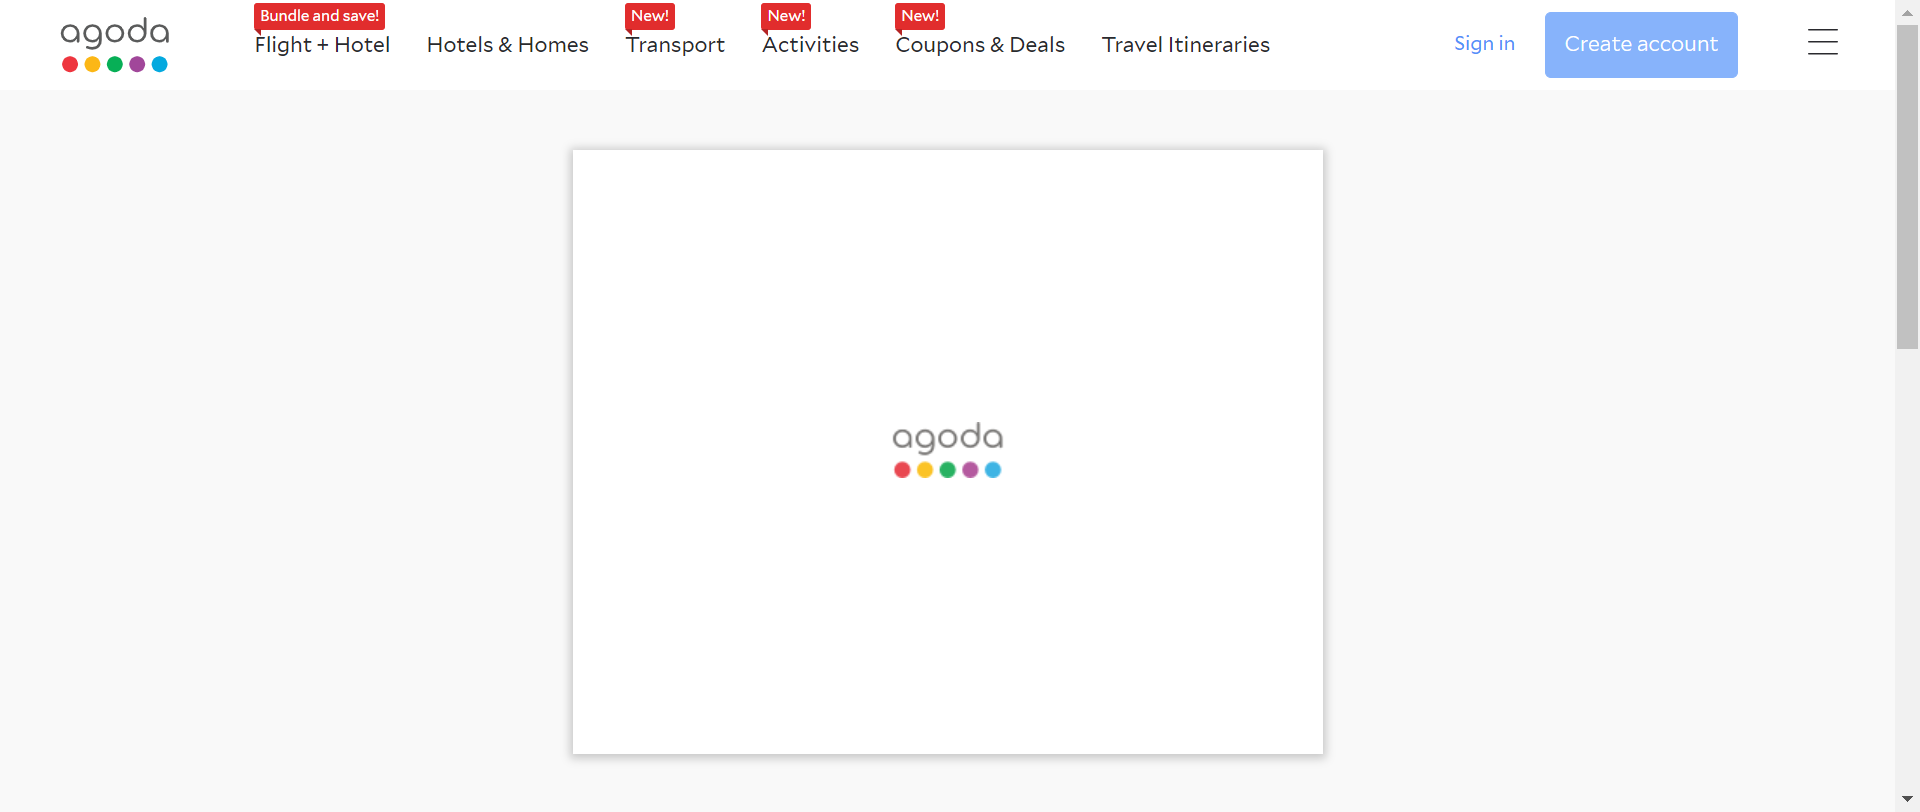 agoda
Bundle and save!
Flight + Hotel
Hotels & Homes
New!
Transport
New!
Activities
New!
Coupons & Deals
Travel Itineraries
Sign in
Create account
agoda